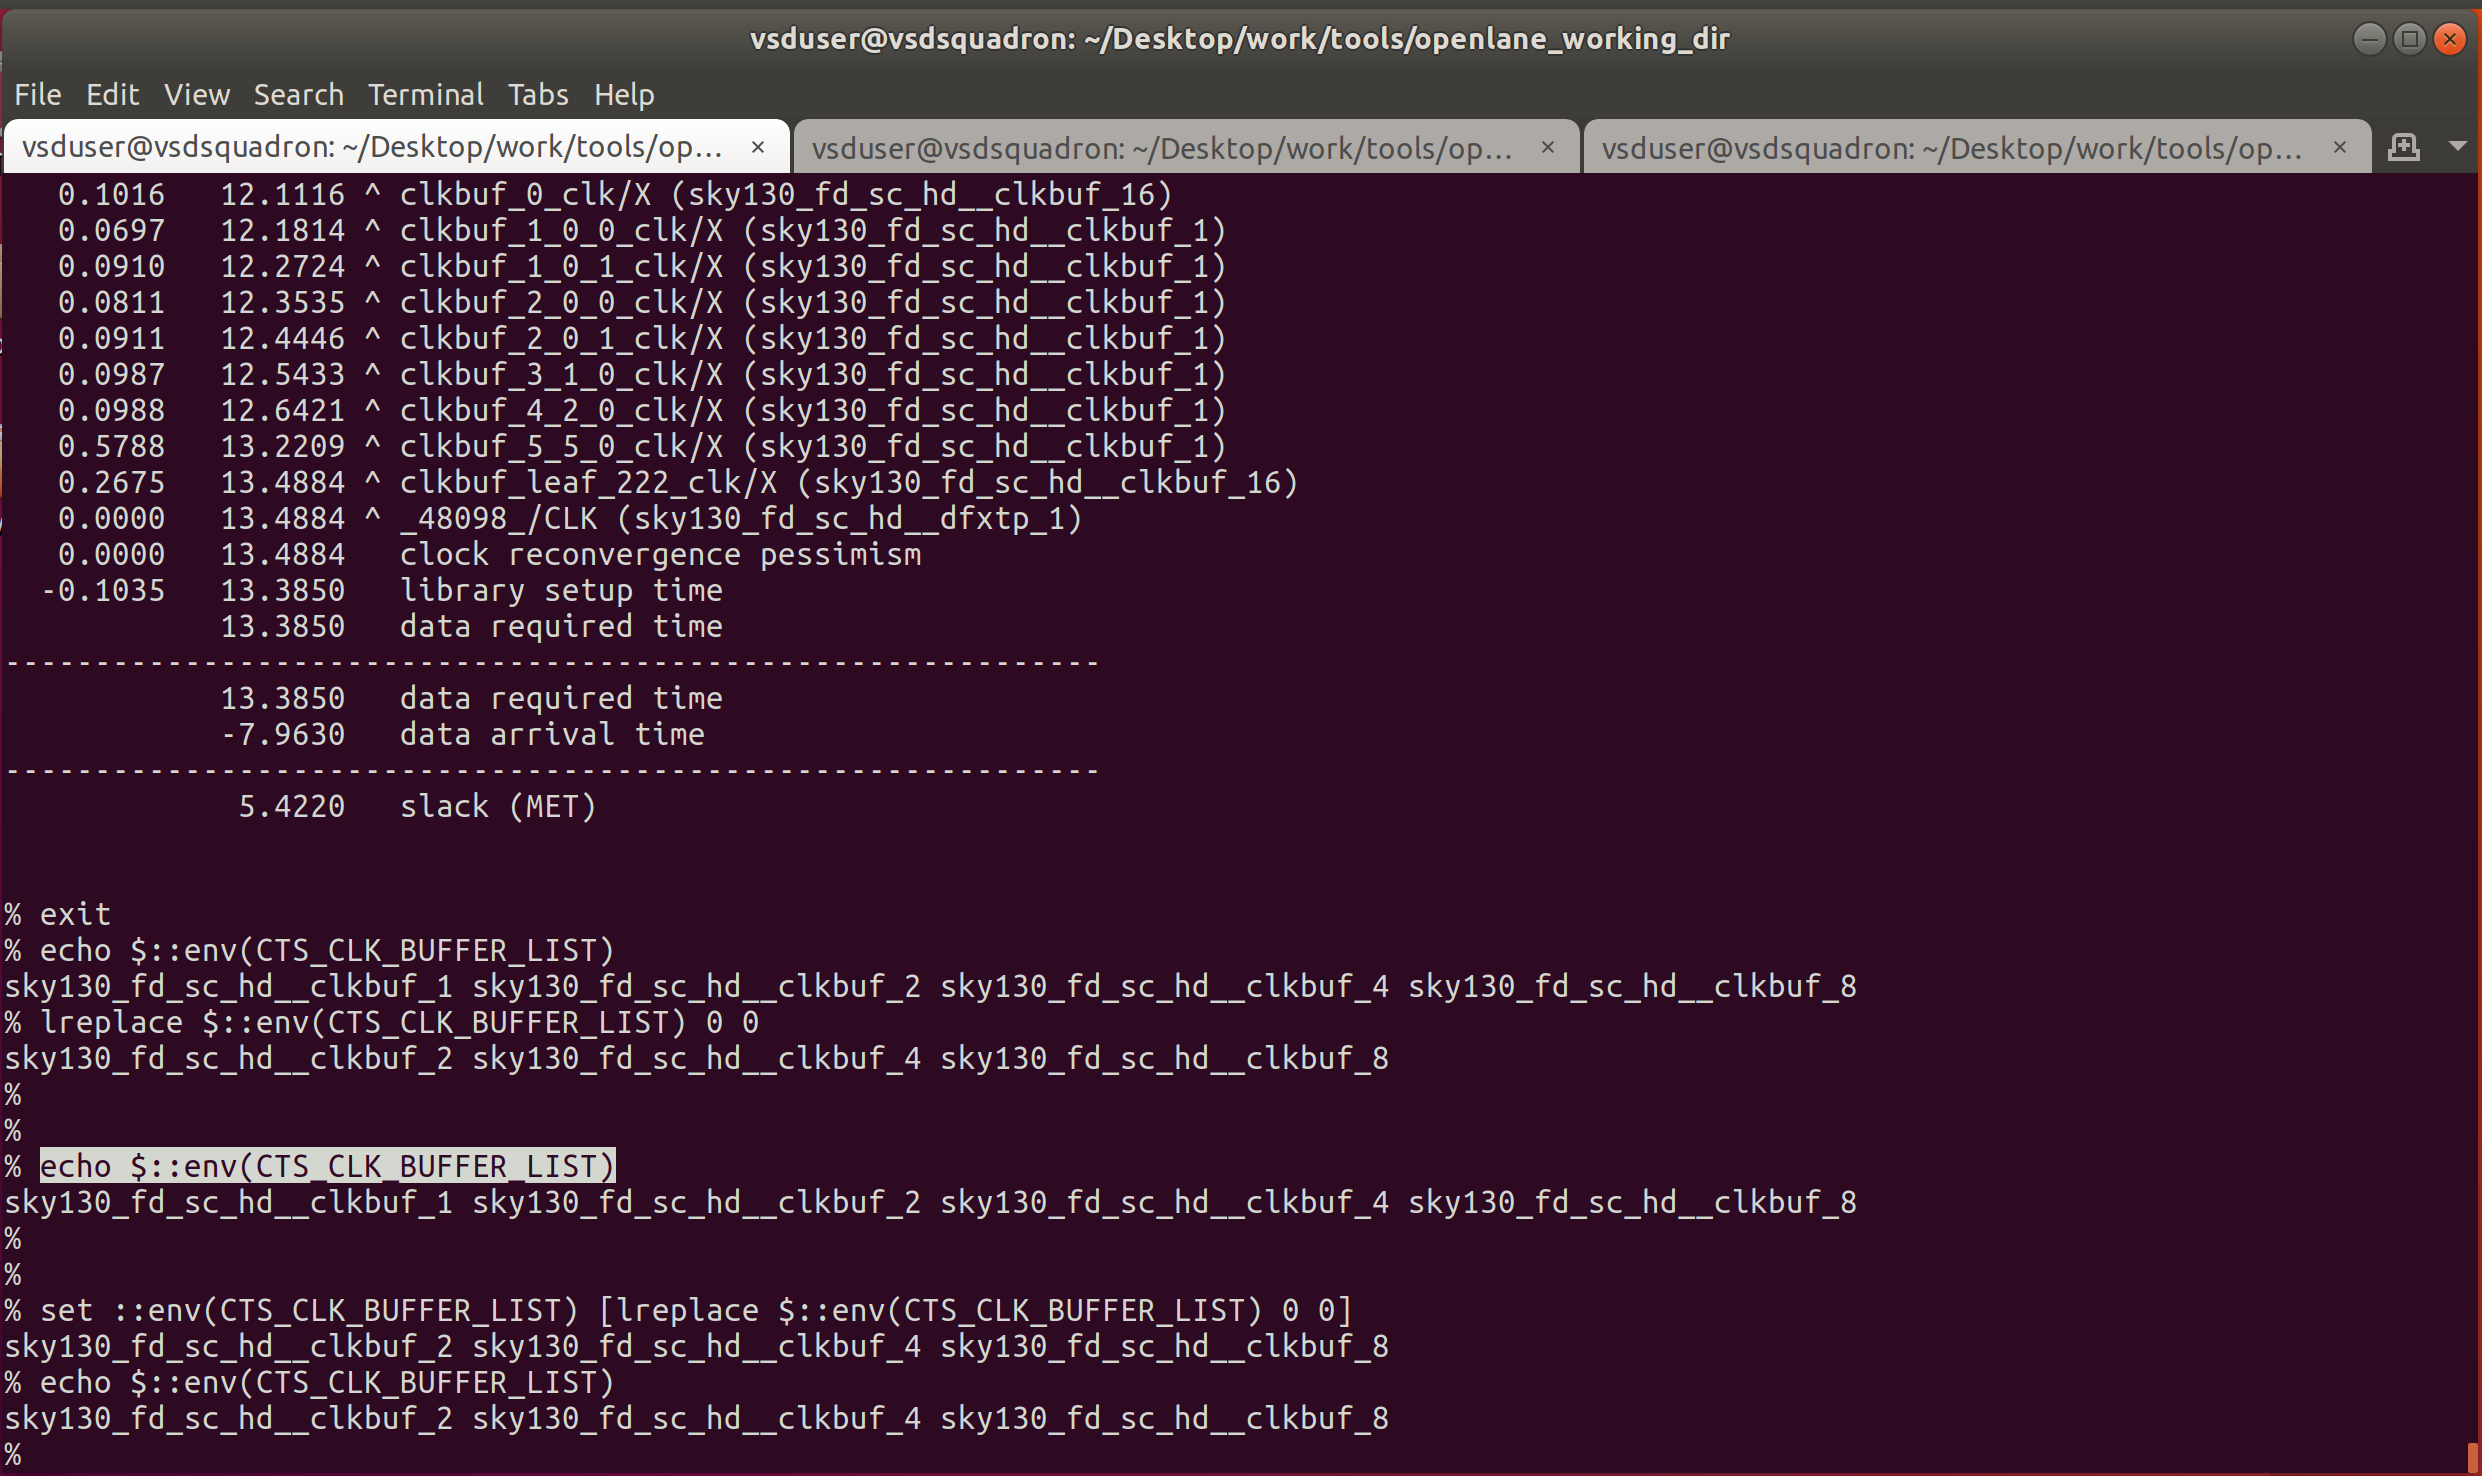 vsduser@vsdsquadron: ~/Desktop/work/tools/openlane_working_dir
File Edit View Search Terminal Tabs Help
vsduser@vsdsquadron: ~/Desktop/work/tools/op... × vsduser@vsdsquadron: ~/Desktop/work/tools/op... × vsduser@vsdsquadron: ~/Desktop/work/tools/op... ×
   0.1016   12.1116 ^ clkbuf_0_clk/X (sky130_fd_sc_hd__clkbuf_16)
   0.0697   12.1814 ^ clkbuf_1_0_0_clk/X (sky130_fd_sc_hd__clkbuf_1)
   0.0910   12.2724 ^ clkbuf_1_0_1_clk/X (sky130_fd_sc_hd__clkbuf_1)
   0.0811   12.3535 ^ clkbuf_2_0_0_clk/X (sky130_fd_sc_hd__clkbuf_1)
   0.0911   12.4446 ^ clkbuf_2_0_1_clk/X (sky130_fd_sc_hd__clkbuf_1)
   0.0987   12.5433 ^ clkbuf_3_1_0_clk/X (sky130_fd_sc_hd__clkbuf_1)
   0.0988   12.6421 ^ clkbuf_4_2_0_clk/X (sky130_fd_sc_hd__clkbuf_1)
   0.5788   13.2209 ^ clkbuf_5_5_0_clk/X (sky130_fd_sc_hd__clkbuf_1)
   0.2675   13.4884 ^ clkbuf_leaf_222_clk/X (sky130_fd_sc_hd__clkbuf_16)
   0.0000   13.4884 ^ _48098_/CLK (sky130_fd_sc_hd__dfxtp_1)
   0.0000   13.4884   clock reconvergence pessimism
  -0.1035   13.3850   library setup time
            13.3850   data required time
-------------------------------------------------------------
            13.3850   data required time
            -7.9630   data arrival time
-------------------------------------------------------------
             5.4220   slack (MET)
% exit
% echo $::env(CTS_CLK_BUFFER_LIST)
sky130_fd_sc_hd__clkbuf_1 sky130_fd_sc_hd__clkbuf_2 sky130_fd_sc_hd__clkbuf_4 sky130_fd_sc_hd__clkbuf_8
% lreplace $::env(CTS_CLK_BUFFER_LIST) 0 0
sky130_fd_sc_hd__clkbuf_2 sky130_fd_sc_hd__clkbuf_4 sky130_fd_sc_hd__clkbuf_8
%
%
% echo $::env(CTS_CLK_BUFFER_LIST)
sky130_fd_sc_hd__clkbuf_1 sky130_fd_sc_hd__clkbuf_2 sky130_fd_sc_hd__clkbuf_4 sky130_fd_sc_hd__clkbuf_8
%
%
% set ::env(CTS_CLK_BUFFER_LIST) [lreplace $::env(CTS_CLK_BUFFER_LIST) 0 0]
sky130_fd_sc_hd__clkbuf_2 sky130_fd_sc_hd__clkbuf_4 sky130_fd_sc_hd__clkbuf_8
% echo $::env(CTS_CLK_BUFFER_LIST)
sky130_fd_sc_hd__clkbuf_2 sky130_fd_sc_hd__clkbuf_4 sky130_fd_sc_hd__clkbuf_8
%